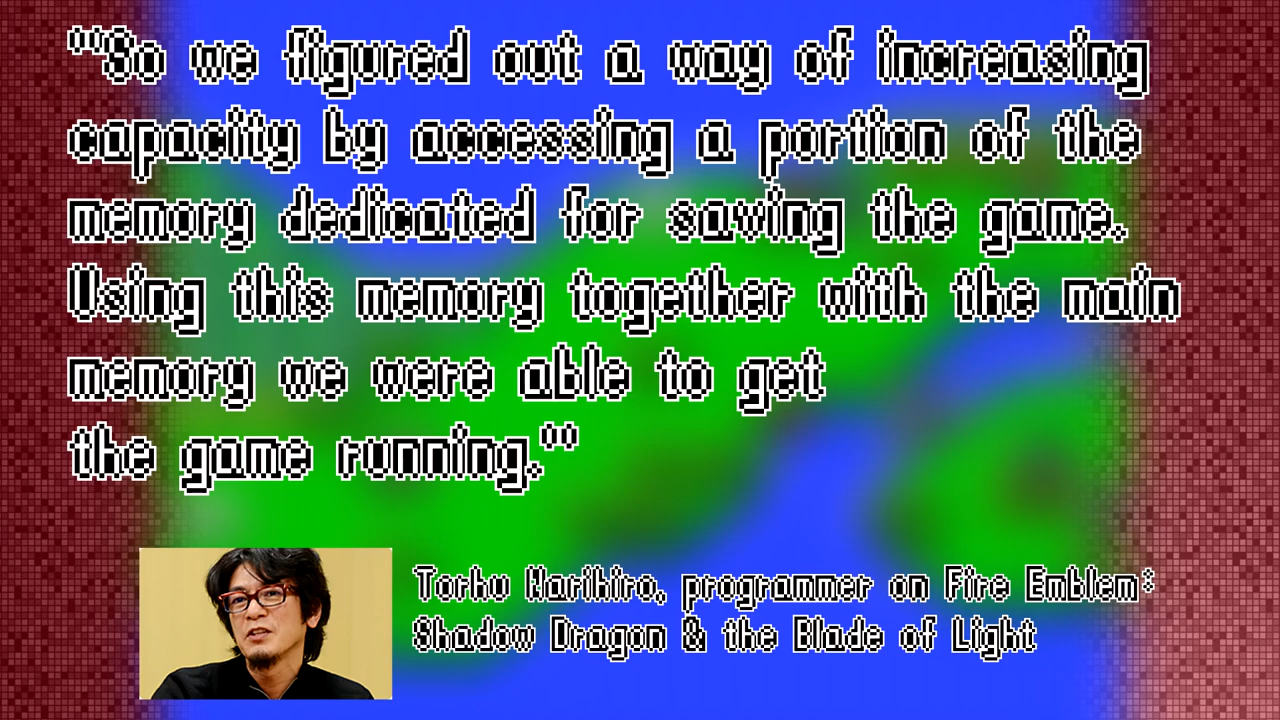 "So we figured out a way of increasing
capacity by accessing a portion of the
memory dedicated for saving the game.
Using this memory together with the main
memory we were able to get
the game running."
Torhu Narihiro, programmer on Fire Emblem:
Shadow Dragon & the Blade of Light